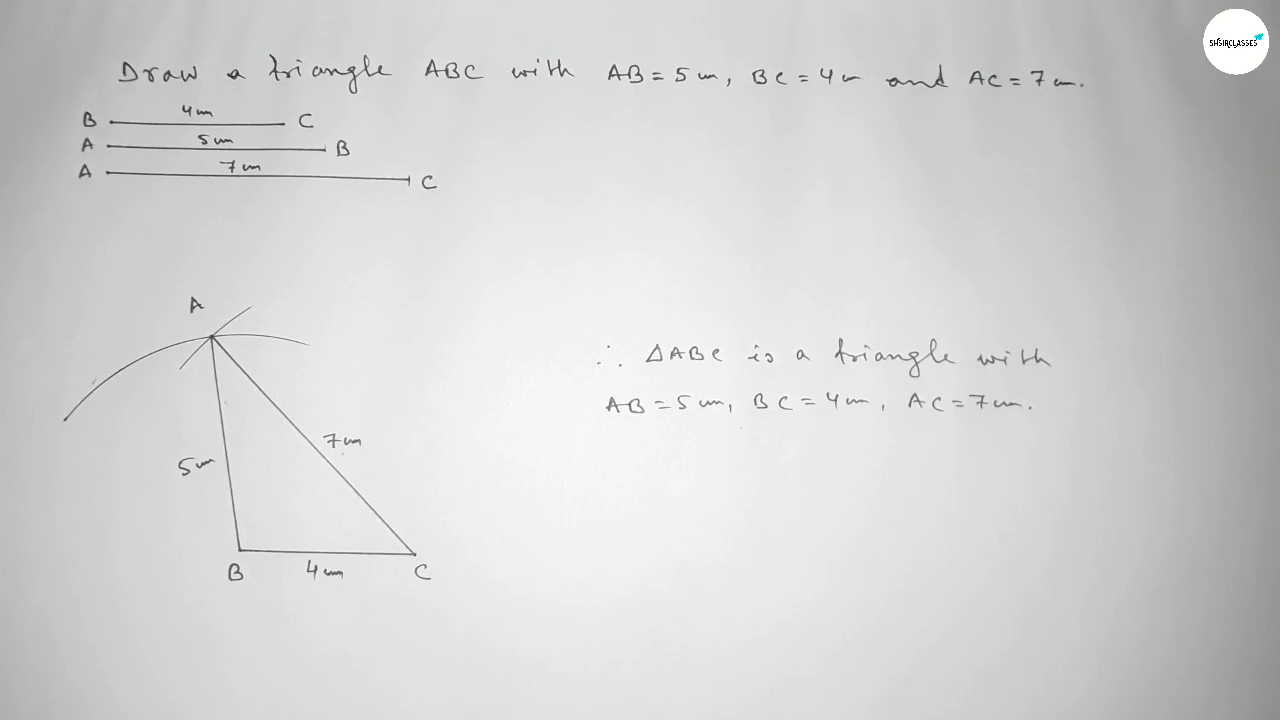 SHSIRCLASSES
Draw a triangle ABC with AB = 5 cm, BC = 4 cm and AC = 7 cm.
4 cm
B C
5 cm
A B
7 cm
A C
A
∴ △ABC is a triangle with
AB = 5 cm, BC = 4 cm, AC = 7 cm.
7 cm
5 cm
B 4 cm C